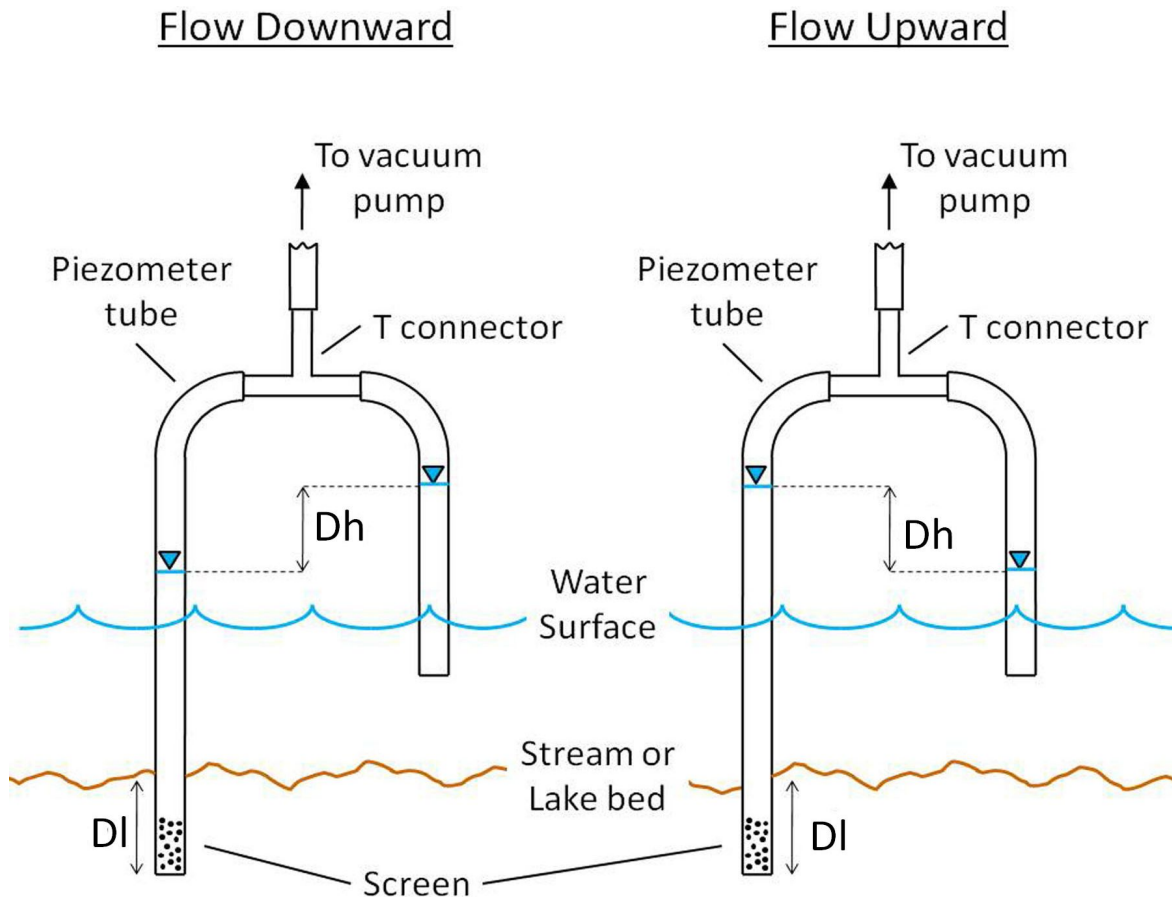 Flow Downward
To vacuum
pump
Piezometer
tube
T connector
Dh
Dl
Flow Upward
To vacuum
pump
Piezometer
tube
T connector
Dh
Dl
Water
Surface
Stream or
Lake bed
Screen